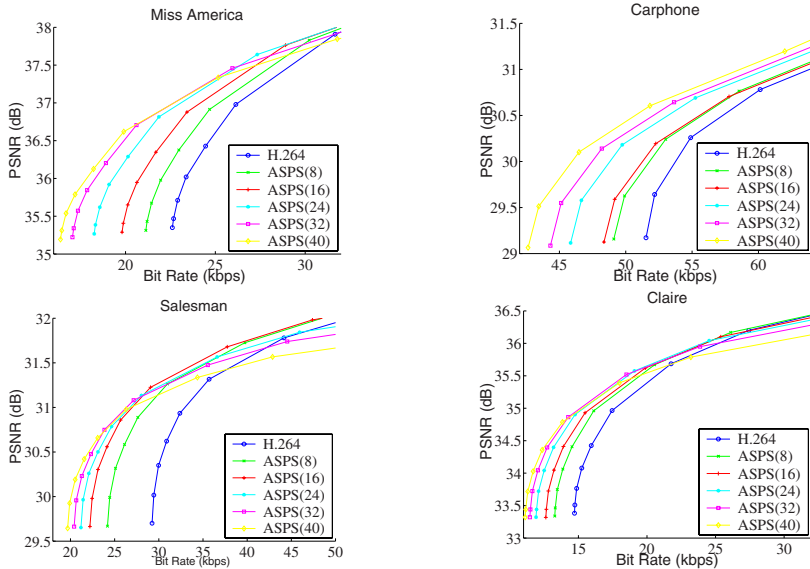 Miss America
38
37.5
37
36.5
36
35.5
35
PSNR (dB)
20
25
30
Bit Rate (kbps)
H.264
ASPS(8)
ASPS(16)
ASPS(24)
ASPS(32)
ASPS(40)
Carphone
31.5
31
30.5
30
29.5
29
PSNR (dB)
45
50
55
60
Bit Rate (kbps)
H.264
ASPS(8)
ASPS(16)
ASPS(24)
ASPS(32)
ASPS(40)
Salesman
32
31.5
31
30.5
30
29.5
PSNR (dB)
20
25
30
35
40
45
50
Bit Rate (kbps)
H.264
ASPS(8)
ASPS(16)
ASPS(24)
ASPS(32)
ASPS(40)
Claire
36.5
36
35.5
35
34.5
34
33.5
33
PSNR (dB)
15
20
25
30
Bit Rate (kbps)
H.264
ASPS(8)
ASPS(16)
ASPS(24)
ASPS(32)
ASPS(40)